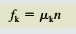 fₖ = μₖn